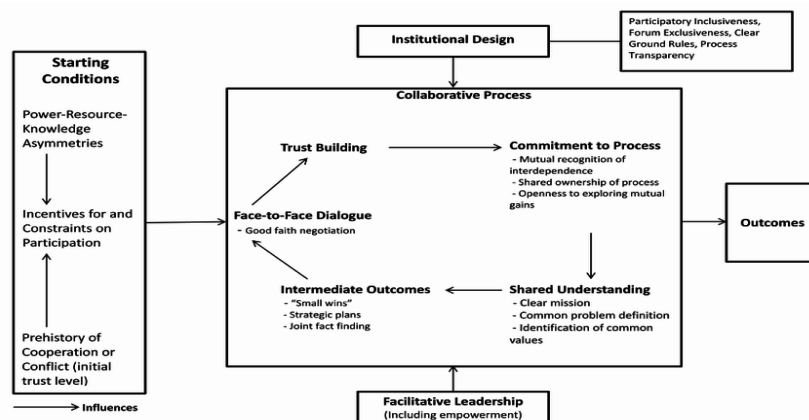 Starting
Conditions
Power-Resource-
Knowledge
Asymmetries
Incentives for and
Constraints on
Participation
Prehistory of
Cooperation or
Conflict (initial
trust level)
Influences
Institutional Design
Participatory Inclusiveness,
Forum Exclusiveness, Clear
Ground Rules, Process
Transparency
Collaborative Process
Trust Building
Commitment to Process
- Mutual recognition of
interdependence
- Shared ownership of process
- Openness to exploring mutual
gains
Face-to-Face Dialogue
- Good faith negotiation
Intermediate Outcomes
- "Small wins"
- Strategic plans
- Joint fact finding
Shared Understanding
- Clear mission
- Common problem definition
- Identification of common
values
Outcomes
Facilitative Leadership
(Including empowerment)